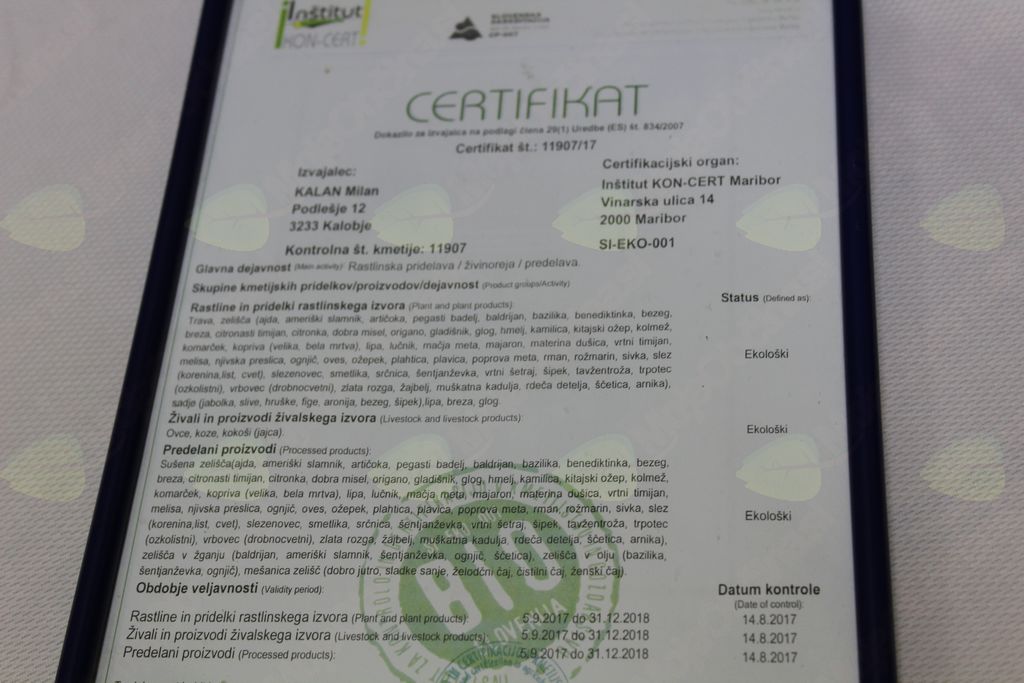 Inštitut
KON-CERT
SLOVENSKA
AKREDITACIJA
CERTIFIKAT
Dokazilo za izvajalca na podlagi člena 29(1) Uredbe (ES) št. 834/2007
Certifikat št.: 11907/17
Izvajalec:
KALAN Milan
Podlešje 12
3233 Kalobje
Certifikacijski organ:
Inštitut KON-CERT Maribor
Vinarska ulica 14
2000 Maribor
Kontrolna št. kmetije: 11907
SI-EKO-001
Glavna dejavnost (Main activity): Rastlinska pridelava / živinoreja / predelava.
Skupine kmetijskih pridelkov/proizvodov/dejavnost (Product groups/Activity)
Status (Defined as):
Rastline in pridelki rastlinskega izvora (Plant and plant products):
Trava, zelišča (ajda, ameriški slamnik, artičoka, pegasti badelj, baldrijan, bazilika, benediktinka, bezeg,
breza, citronasti timijan, citronka, dobra misel, origano, gladišnik, glog, hmelj, kamilica, kitajski ožep, kolmež,
komarček, kopriva (velika, bela mrtva), lipa, lučnik, mačja meta, majaron, materina dušica, vrtni timijan,
melisa, njivska preslica, ognjič, oves, ožepek, plahtica, plavica, poprova meta, rman, rožmarin, sivka, slez
(korenina,list, cvet), slezenovec, smetlika, srčnica, šentjanževka, vrtni šetraj, šipek, tavžentroža, trpotec
(ozkolistni), vrbovec (drobnocvetni), zlata rozga, žajbelj, muškatna kadulja, rdeča detelja, ščetica, arnika),
sadje (jabolka, slive, hruške, fige, aronija, bezeg, šipek),lipa, breza, glog.
Ekološki
Živali in proizvodi živalskega izvora (Livestock and livestock products):
Ovce, koze, kokoši (jajca).
Ekološki
Predelani proizvodi (Processed products):
Sušena zelišča(ajda, ameriški slamnik, artičoka, pegasti badelj, baldrijan, bazilika, benediktinka, bezeg,
breza, citronasti timijan, citronka, dobra misel, origano, gladišnik, glog, hmelj, kamilica, kitajski ožep, kolmež,
komarček, kopriva (velika, bela mrtva), lipa, lučnik, mačja meta, majaron, materina dušica, vrtni timijan,
melisa, njivska preslica, ognjič, oves, ožepek, plahtica, plavica, poprova meta, rman, rožmarin, sivka, slez
(korenina,list, cvet), slezenovec, smetlika, srčnica, šentjanževka, vrtni šetraj, šipek, tavžentroža, trpotec
(ozkolistni), vrbovec (drobnocvetni), zlata rozga, žajbelj, muškatna kadulja, rdeča detelja, ščetica, arnika),
zelišča v žganju (baldrijan, ameriški slamnik, šentjanževka, ognjič, ščetica), zelišča v olju (bazilika,
šentjanževka, ognjič), mešanica zelišč (dobro jutro, sladke sanje, želodčni čaj, čistilni čaj, ženski čaj).
Ekološki
BIO
Obdobje veljavnosti (Validity period):
Datum kontrole
(Date of control):
Rastline in pridelki rastlinskega izvora (Plant and plant products): 5.9.2017 do 31.12.2018 14.8.2017
Živali in proizvodi živalskega izvora (Livestock and livestock products): 5.9.2017 do 31.12.2018 14.8.2017
Predelani proizvodi (Processed products): 5.9.2017 do 31.12.2018 14.8.2017